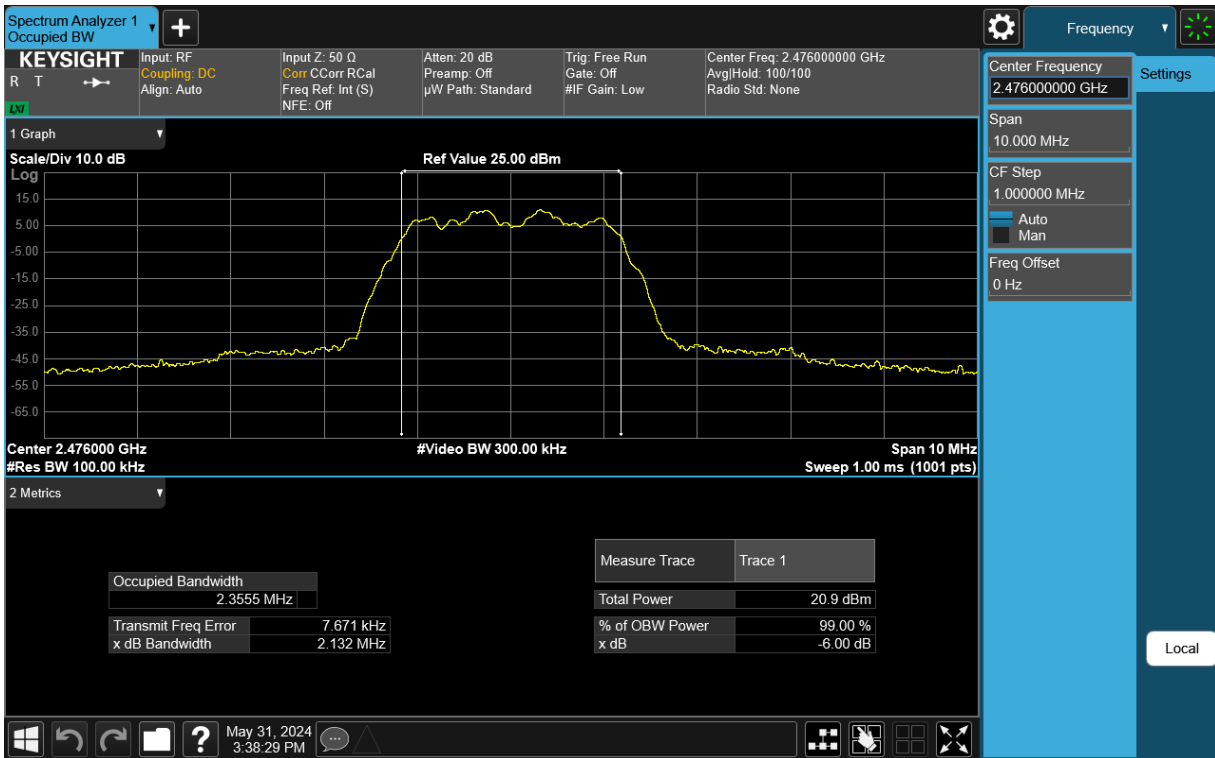 Spectrum Analyzer 1
Occupied BW
Frequency
KEYSIGHT
R T
LXI
Input: RF
Coupling: DC
Align: Auto
Input Z: 50 Ω
Corr CCorr RCal
Freq Ref: Int (S)
NFE: Off
Atten: 20 dB
Preamp: Off
µW Path: Standard
Trig: Free Run
Gate: Off
#IF Gain: Low
Center Freq: 2.476000000 GHz
Avg|Hold: 100/100
Radio Std: None
Center Frequency
2.476000000 GHz
Settings
Span
10.000 MHz
CF Step
1.000000 MHz
Auto
Man
Freq Offset
0 Hz
Local
1 Graph
Scale/Div 10.0 dB
Ref Value 25.00 dBm
Log
15.0
5.00
-5.00
-15.0
-25.0
-35.0
-45.0
-55.0
-65.0
Center 2.476000 GHz
#Video BW 300.00 kHz
Span 10 MHz
#Res BW 100.00 kHz
Sweep 1.00 ms (1001 pts)
2 Metrics
Measure Trace Trace 1
Occupied Bandwidth
2.3555 MHz
Total Power 20.9 dBm
Transmit Freq Error 7.671 kHz
% of OBW Power 99.00 %
x dB Bandwidth 2.132 MHz
x dB -6.00 dB
?
May 31, 2024
3:38:29 PM